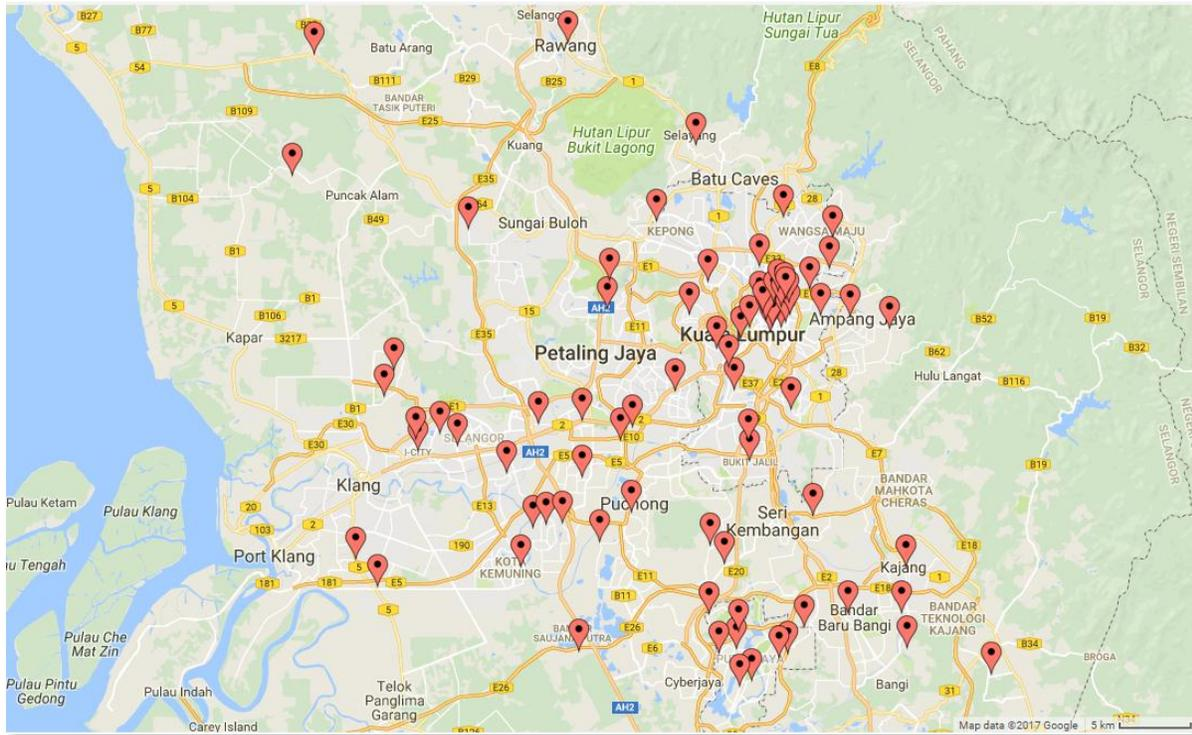 B27
B77
5
54
Batu Arang
B111
B29
BANDAR
TASIK PUTERI
B109
E25
Kuang
Rawang
B25
1
Hutan Lipur
Sungai Tua
E8
PAHANG
SELANGOR
Hutan Lipur
Bukit Lagong
Selayang
Batu Caves
5
B104
Puncak Alam
B49
E35
54
Sungai Buloh
KEPONG
1
28
WANGSA MAJU
NEGERI SEMBILAN
SELANGOR
B1
E1
5
B1
15
AH2
B106
3217
Kapar
E35
E11
Petaling Jaya
Kuala Lumpur
Ampang Jaya
B52
B19
B62
B32
Hulu Langat
B116
28
E37
1
B1
E1
E30
2
2
SELANGOR
I-CITY
AH2
E10
E5
E5
E30
BUKIT JALIL
E7
BANDAR
MAHKOTA
CHERAS
B19
SELANGOR
Klang
E13
Puchong
Seri
Kembangan
Pulau Ketam
Pulau Klang
20
103
2
Port Klang
190
5
KOTA
KEMUNING
E18
Kajang
1
E20
181
181
E5
E11
B11
E2
E18
Bandar
Baru Bangi
BANDAR
TEKNOLOGI
KAJANG
5
Pulau Che
Mat Zin
E26
E6
B34
BROGA
Pulau Pintu
Gedong
Pulau Indah
Telok
Panglima
Garang
E26
Cyberjaya
Bangi
31
AH2
Carey Island
B126
Map data ©2017 Google
5 km